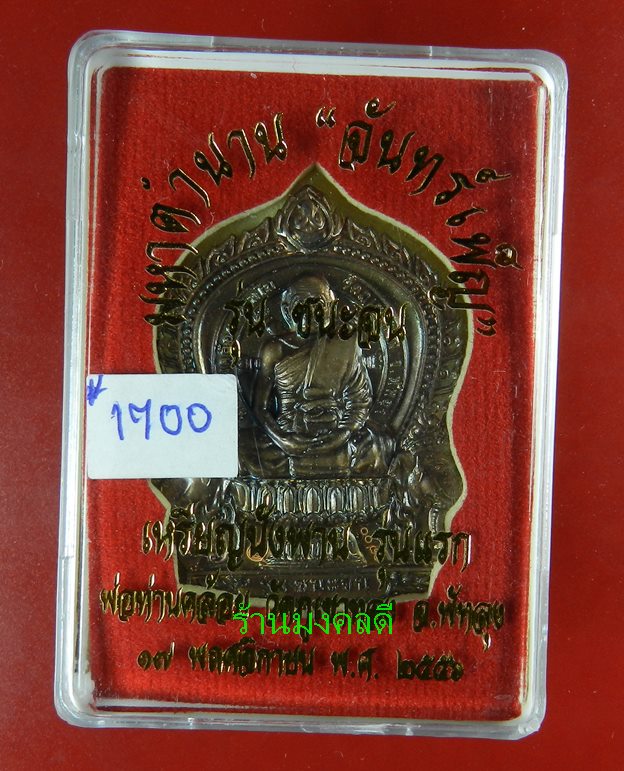 มหาตำนาน "จันทร์เพ็ญ"
รุ่น ชนะจน
1700
เหรียญนั่งพาน รุ่นแรก
พ่อท่านคล้อย วัดภูเขาทอง จ.พัทลุง
ร้านมงคลดี
๑๗ พฤศจิกายน พ.ศ. ๒๕๕๖